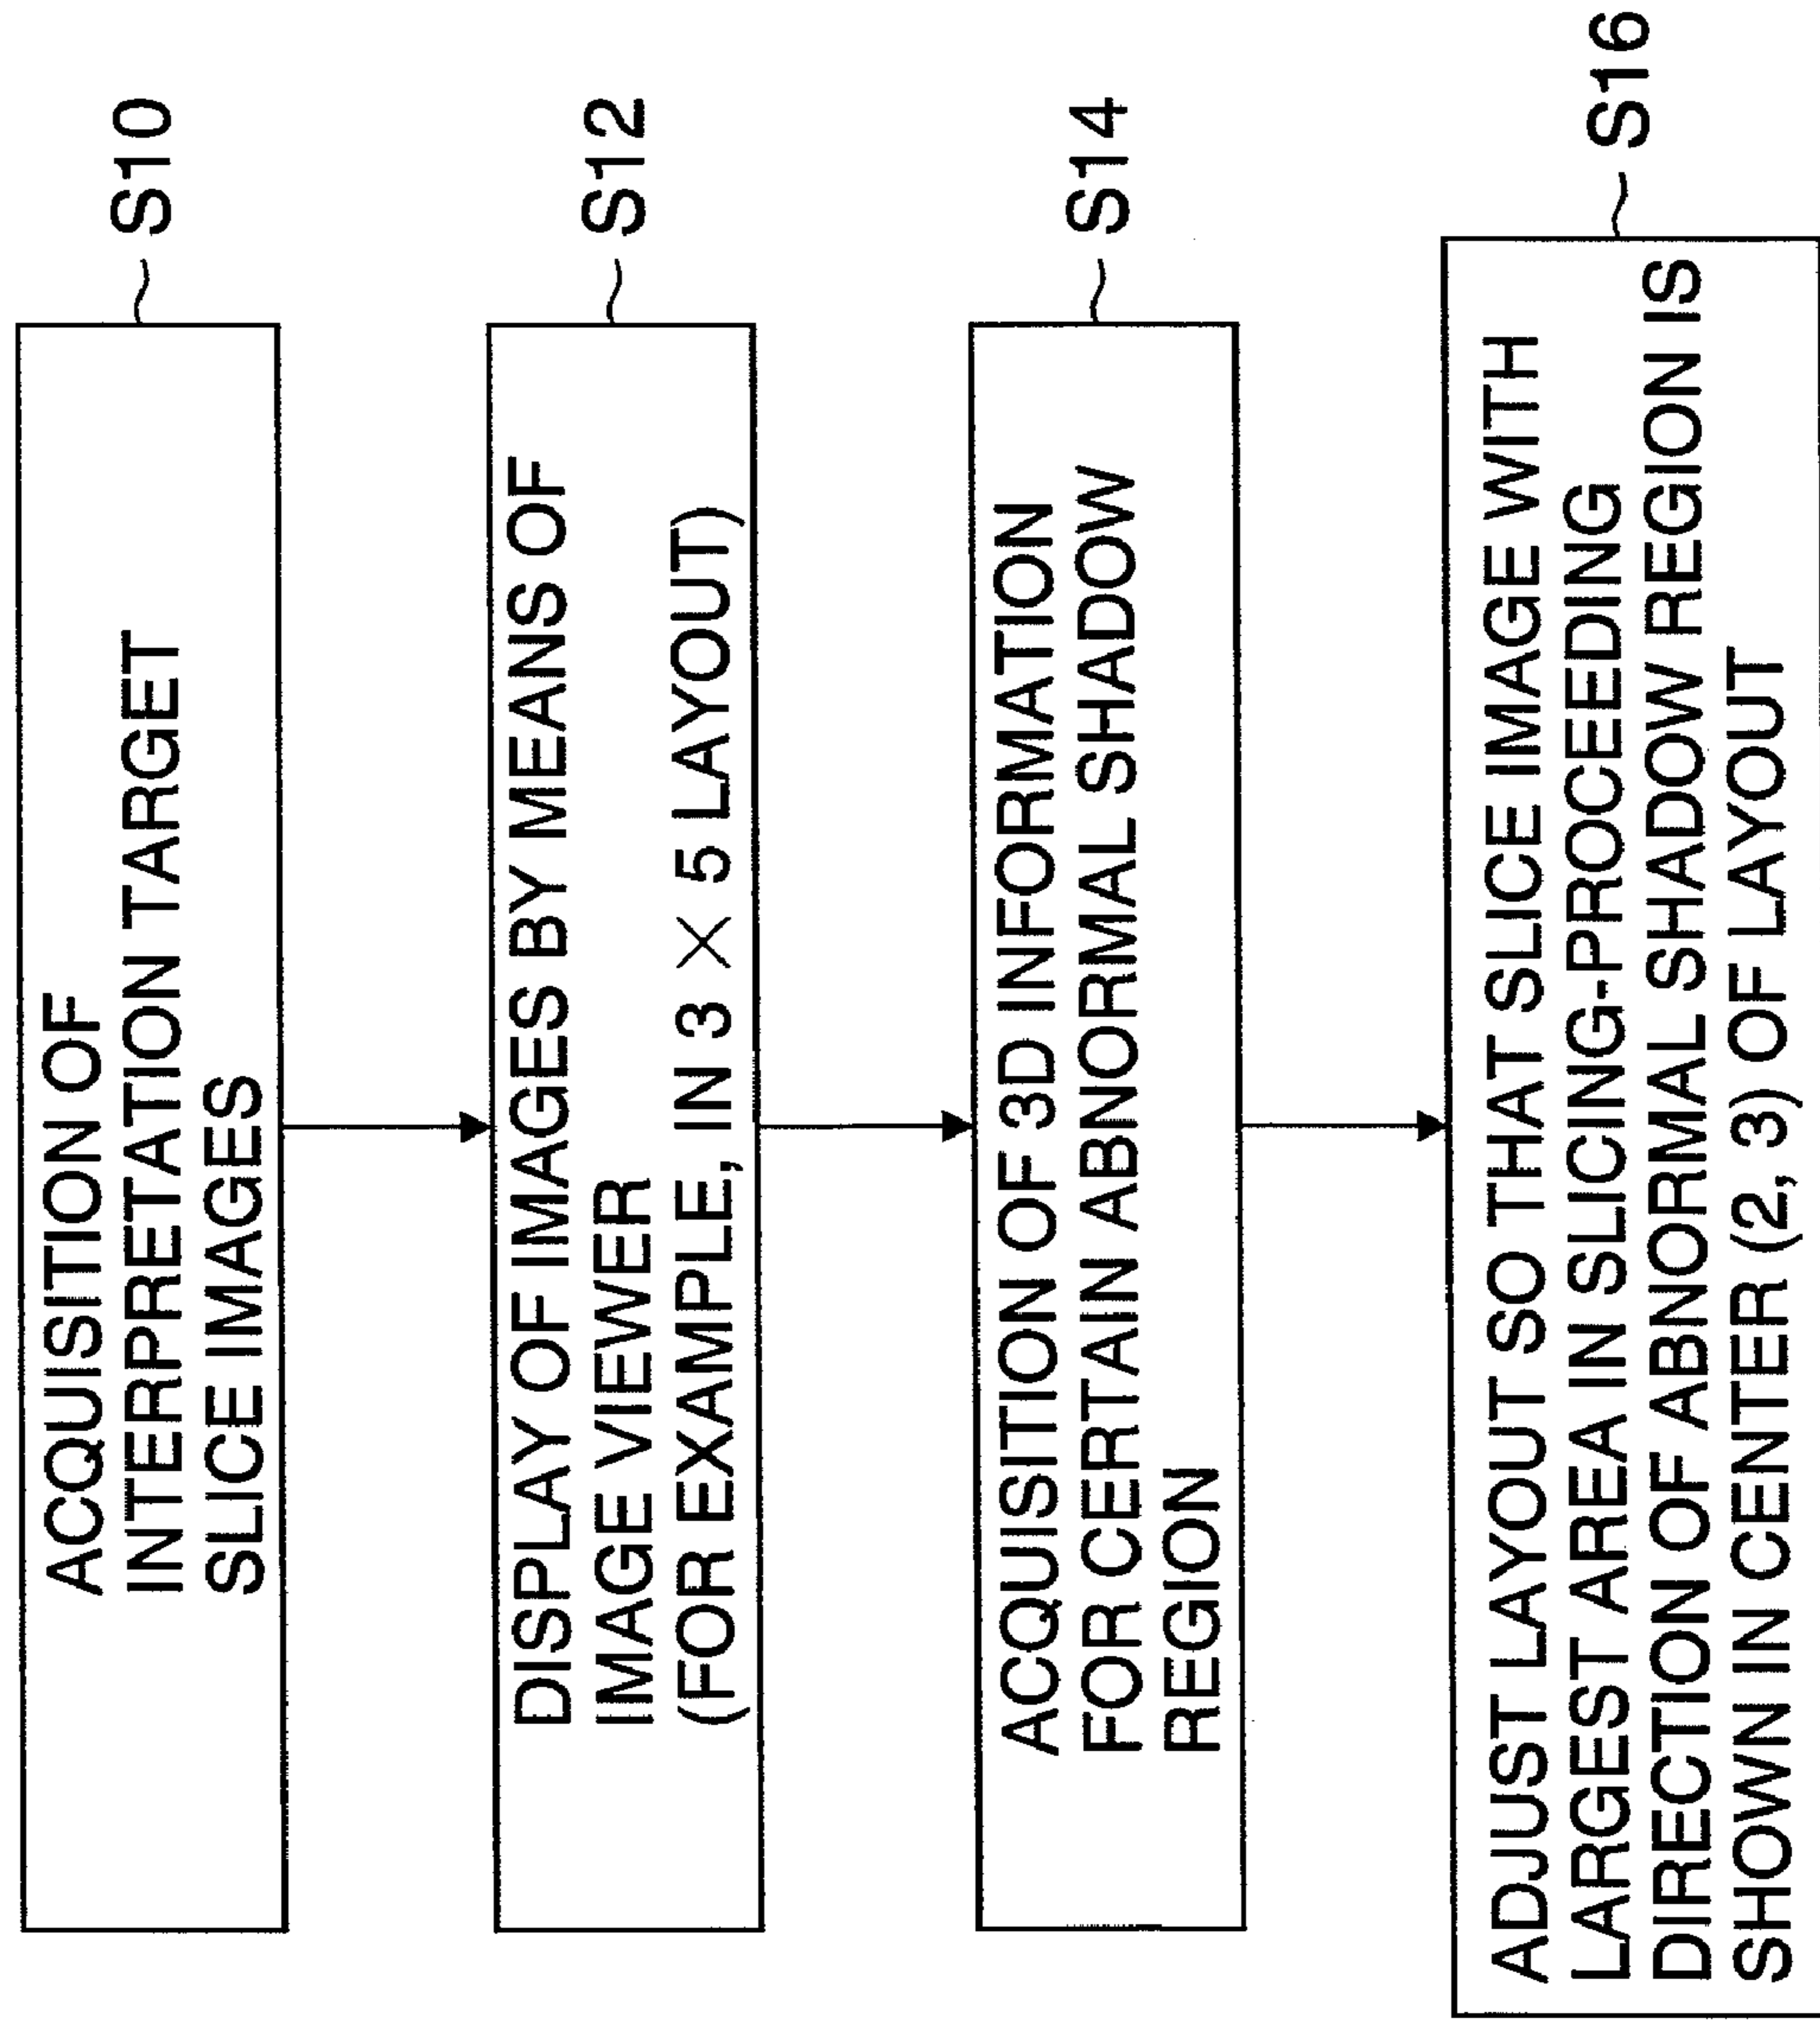 ACQUISITION OF
INTERPRETATION TARGET
SLICE IMAGES
S10
DISPLAY OF IMAGES BY MEANS OF
IMAGE VIEWER
(FOR EXAMPLE, IN 3 × 5 LAYOUT)
S12
ACQUISITION OF 3D INFORMATION
FOR CERTAIN ABNORMAL SHADOW
REGION
S14
ADJUST LAYOUT SO THAT SLICE IMAGE WITH
LARGEST AREA IN SLICING-PROCEEDING
DIRECTION OF ABNORMAL SHADOW REGION IS
SHOWN IN CENTER (2, 3) OF LAYOUT
S16